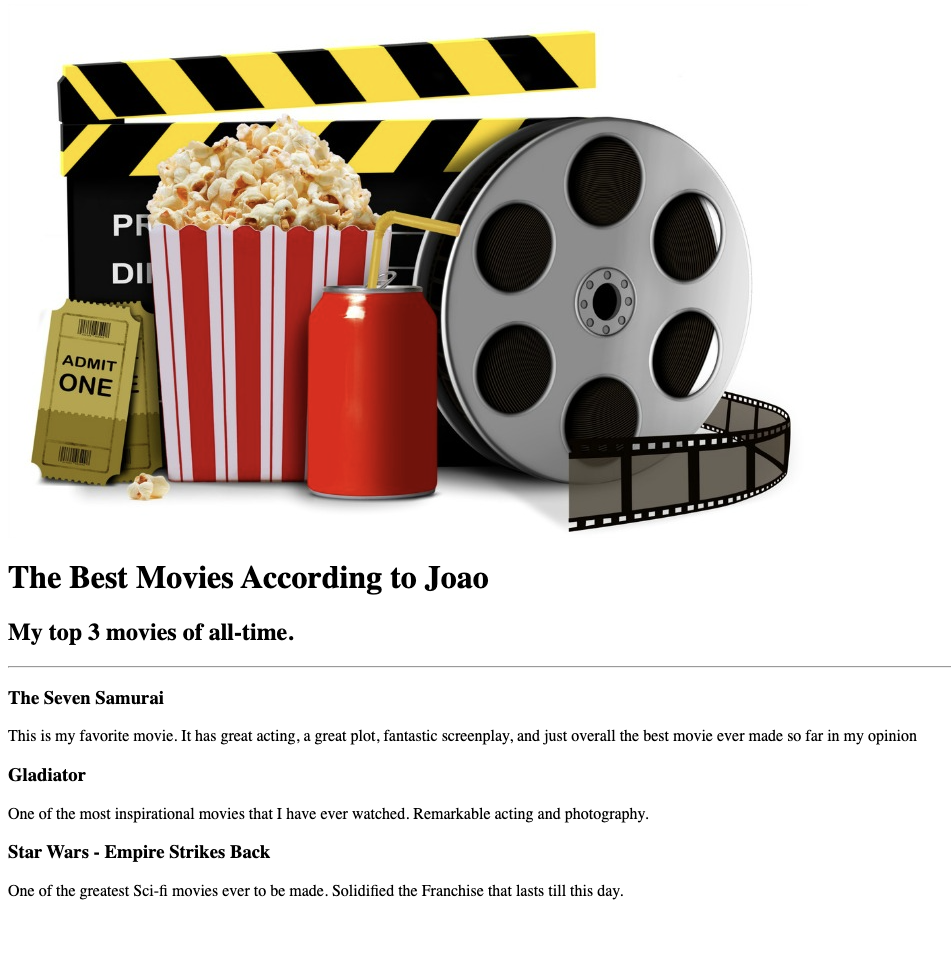 PR
DI
ADMIT
ONE
E
The Best Movies According to Joao
My top 3 movies of all-time.
The Seven Samurai
This is my favorite movie. It has great acting, a great plot, fantastic screenplay, and just overall the best movie ever made so far in my opinion
Gladiator
One of the most inspirational movies that I have ever watched. Remarkable acting and photography.
Star Wars - Empire Strikes Back
One of the greatest Sci-fi movies ever to be made. Solidified the Franchise that lasts till this day.